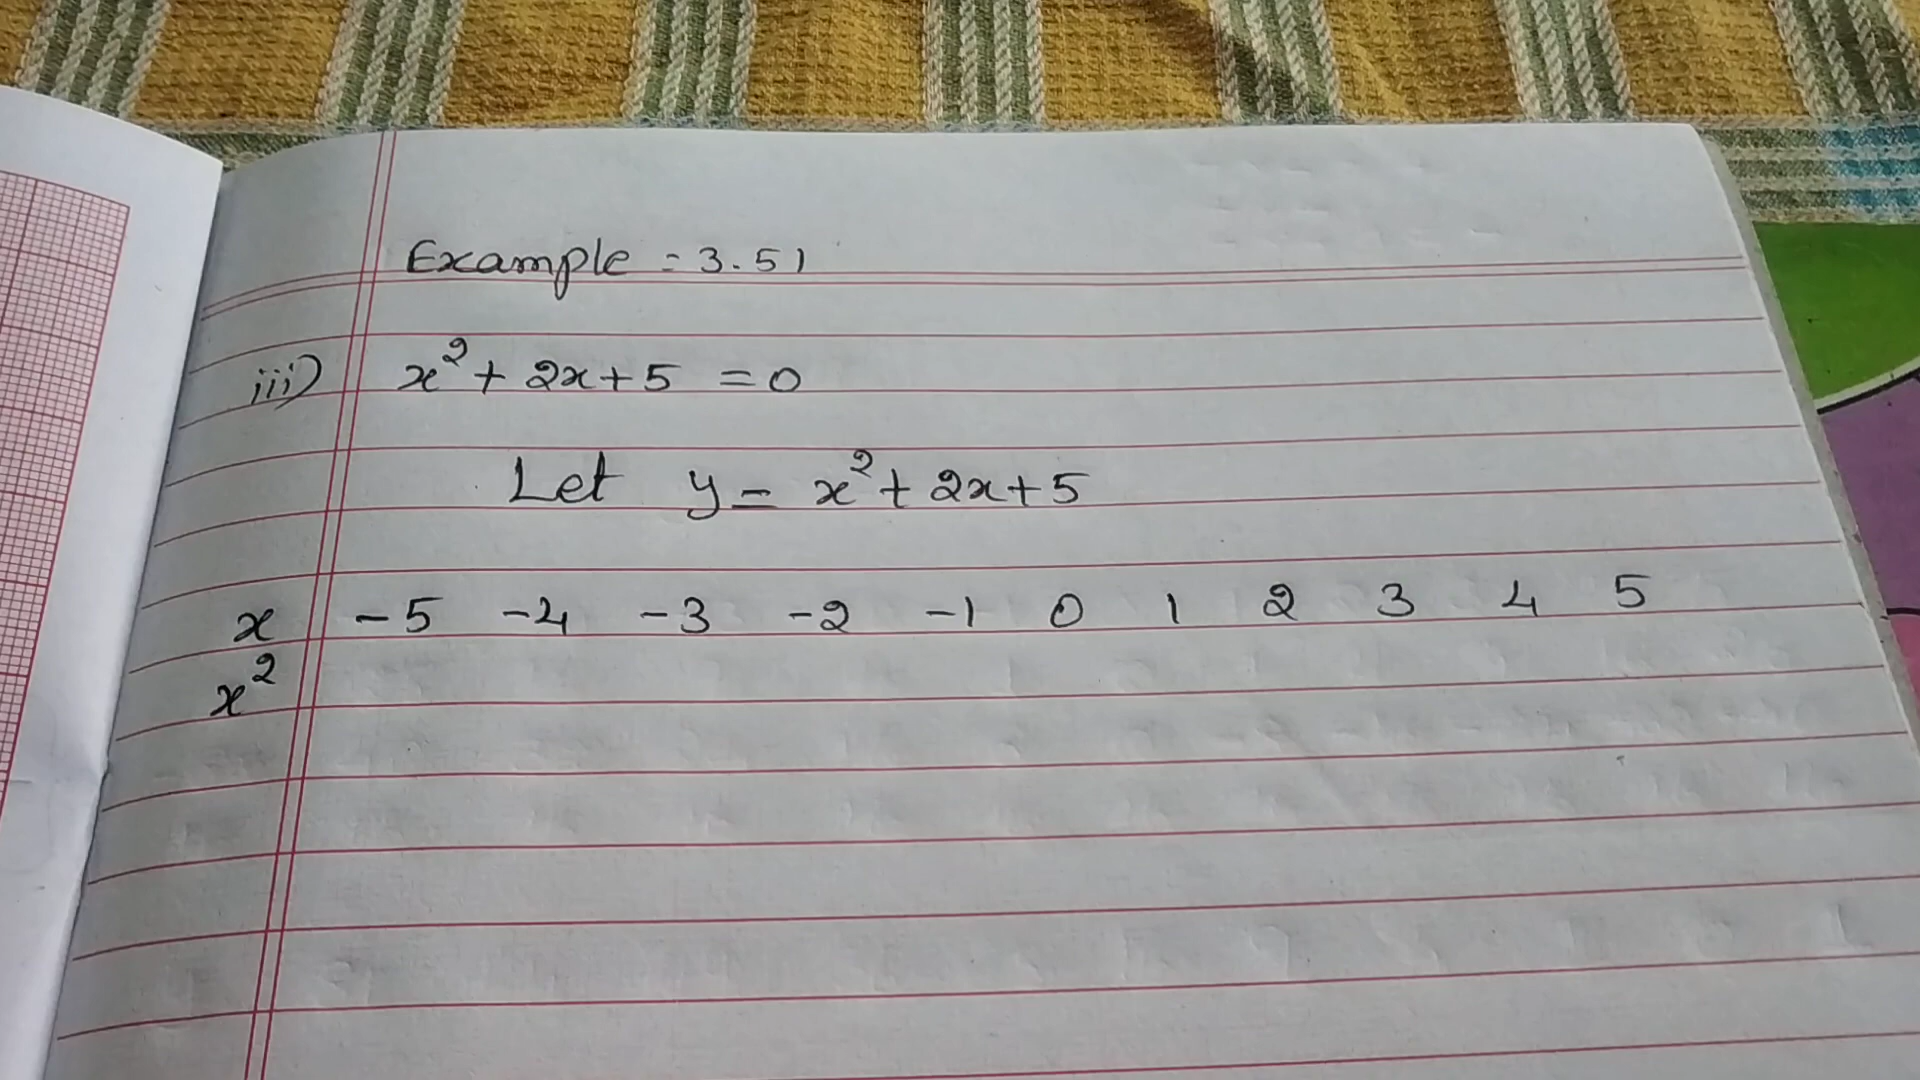 Example = 3.51
iii) x² + 2x + 5 = 0
Let y = x² + 2x + 5
x -5 -4 -3 -2 -1 0 1 2 3 4 5
x²